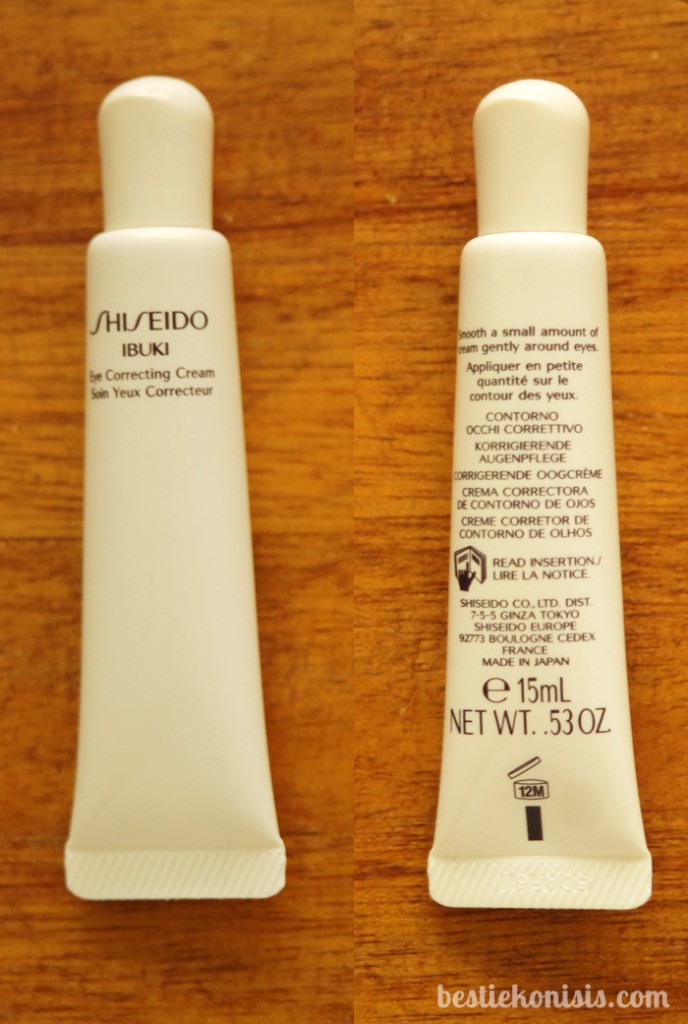 SHISEIDO
IBUKI
Eye Correcting Cream
Soin Yeux Correcteur
Smooth a small amount of
cream gently around eyes.
Appliquer en petite
quantité sur le
contour des yeux.
CONTORNO
OCCHI CORRETTIVO
KORRIGIERENDE
AUGENPFLEGE
CORRIGERENDE OOGCRÈME
CREMA CORRECTORA
DE CONTORNO DE OJOS
CREME CORRETOR DE
CONTORNO DE OLHOS
READ INSERTION./
LIRE LA NOTICE.
SHISEIDO CO., LTD. DIST.
7-5-5 GINZA TOKYO
SHISEIDO EUROPE
92773 BOULOGNE CEDEX
FRANCE
MADE IN JAPAN
e 15mL
NET WT. .53 OZ.
12M
bestiekonisis.com